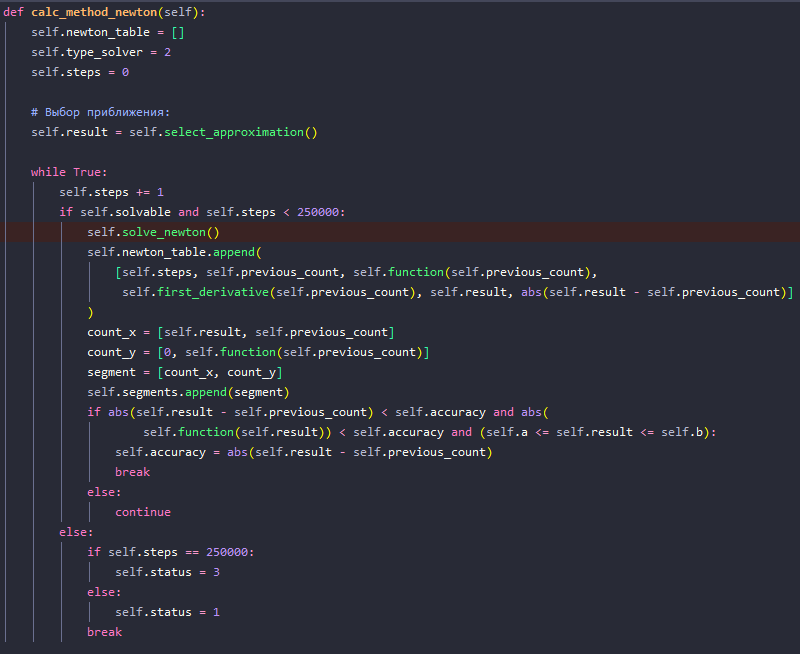 def calc_method_newton(self):
    self.newton_table = []
    self.type_solver = 2
    self.steps = 0

    # Выбор приближения:
    self.result = self.select_approximation()

    while True:
        self.steps += 1
        if self.solvable and self.steps < 250000:
            self.solve_newton()
            self.newton_table.append(
                [self.steps, self.previous_count, self.function(self.previous_count),
                 self.first_derivative(self.previous_count), self.result, abs(self.result - self.previous_count)]
            )
            count_x = [self.result, self.previous_count]
            count_y = [0, self.function(self.previous_count)]
            segment = [count_x, count_y]
            self.segments.append(segment)
            if abs(self.result - self.previous_count) < self.accuracy and abs(
                    self.function(self.result)) < self.accuracy and (self.a <= self.result <= self.b):
                self.accuracy = abs(self.result - self.previous_count)
                break
            else:
                continue
        else:
            if self.steps == 250000:
                self.status = 3
            else:
                self.status = 1
            break